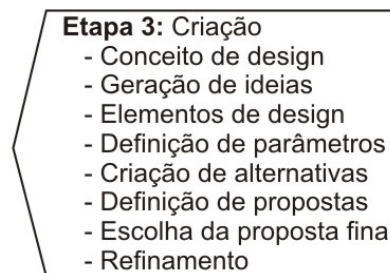 Etapa 3: Criação
- Conceito de design
- Geração de ideias
- Elementos de design
- Definição de parâmetros
- Criação de alternativas
- Definição de propostas
- Escolha da proposta fina
- Refinamento